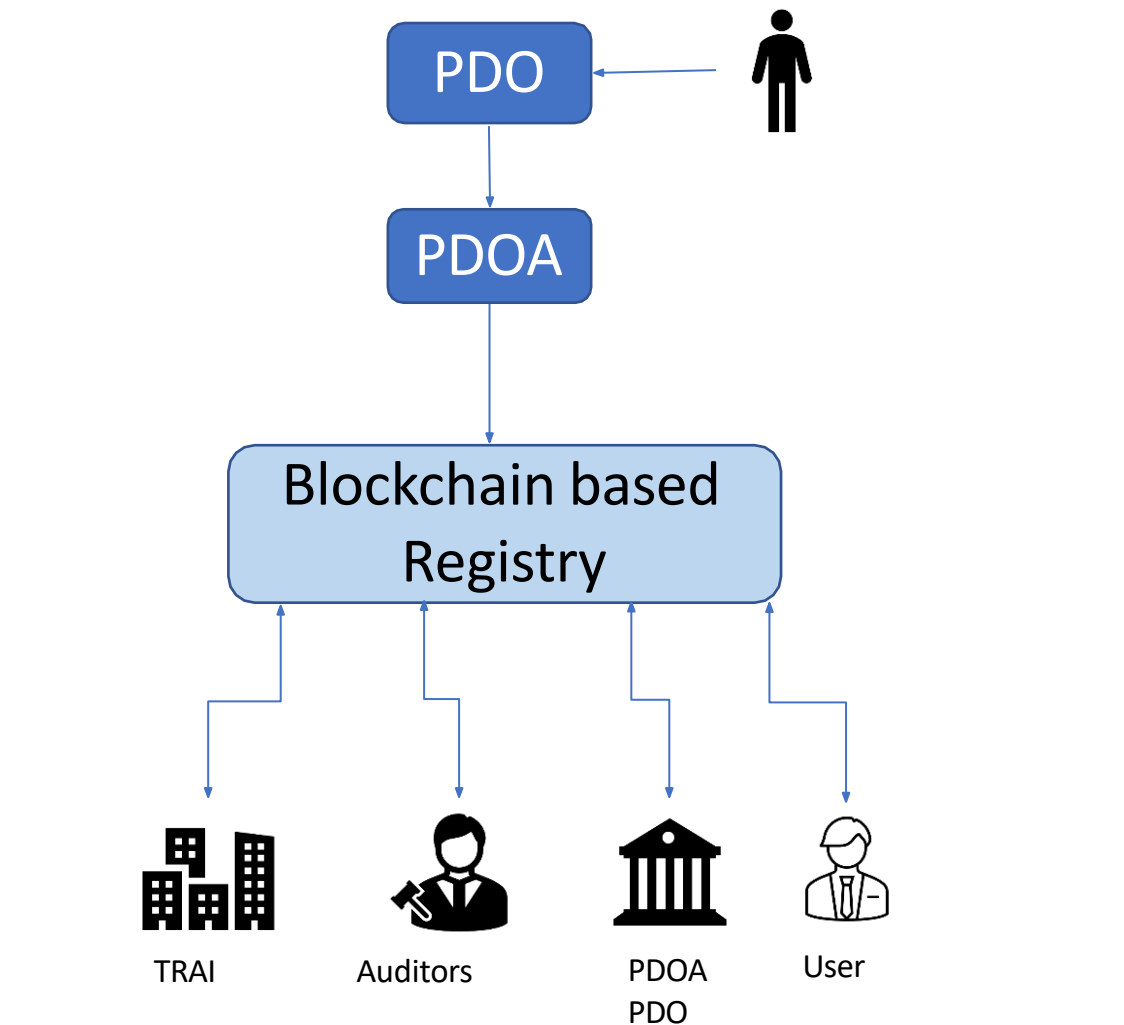 PDO
PDOA
Blockchain based
Registry
TRAI
Auditors
PDOA
PDO
User